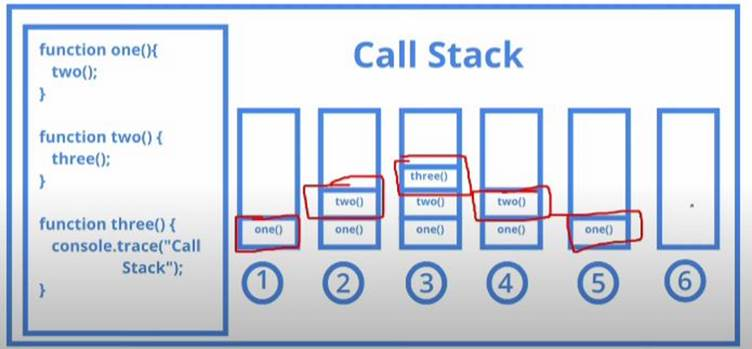 function one(){
two();
}
function two() {
three();
}
function three() {
console.trace("Call
Stack");
}
Call Stack
one()
two()
one()
three()
two()
one()
two()
one()
one()
1
2
3
4
5
6